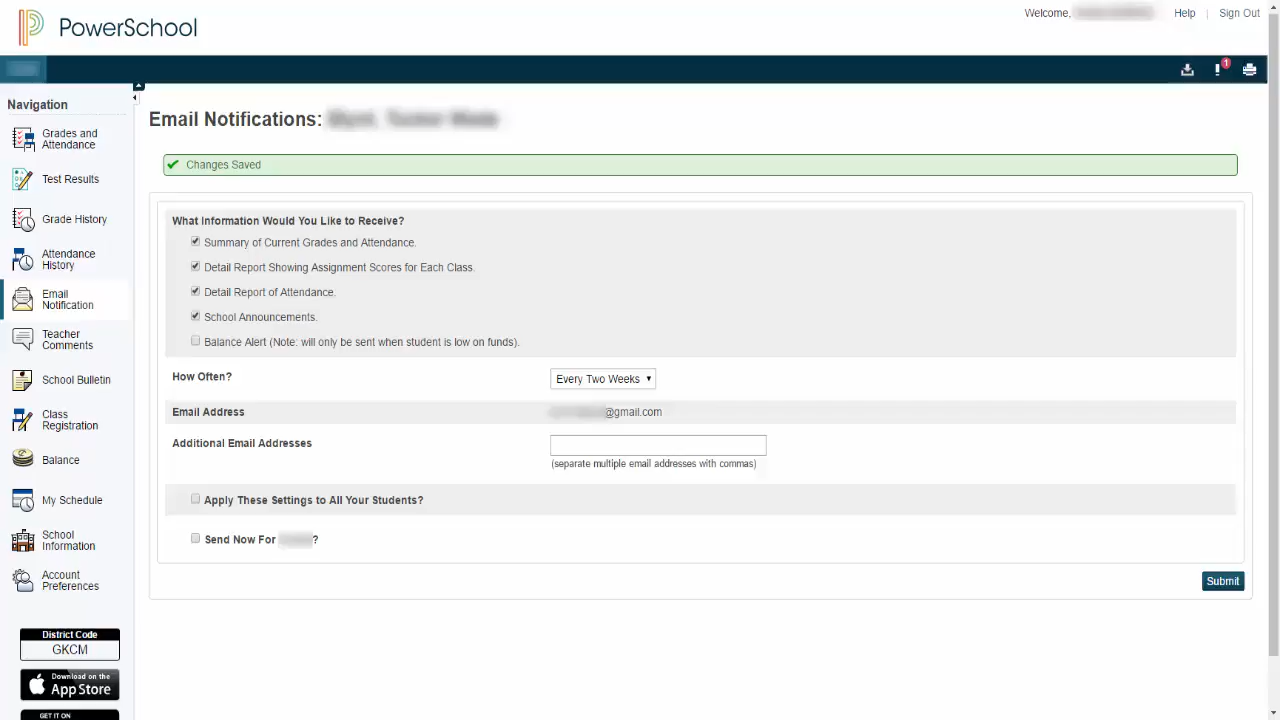 PowerSchool
Welcome,
Help
Sign Out
1
Navigation
Grades and
Attendance
Test Results
Grade History
Attendance
History
Email
Notification
Teacher
Comments
School Bulletin
Class
Registration
Balance
My Schedule
School
Information
Account
Preferences
District Code
GKCM
Download on the
App Store
GET IT ON
Email Notifications:
Changes Saved
What Information Would You Like to Receive?
Summary of Current Grades and Attendance.
Detail Report Showing Assignment Scores for Each Class.
Detail Report of Attendance.
School Announcements.
Balance Alert (Note: will only be sent when student is low on funds).
How Often?
Every Two Weeks
Email Address
@gmail.com
Additional Email Addresses
(separate multiple email addresses with commas)
Apply These Settings to All Your Students?
Send Now For ?
Submit